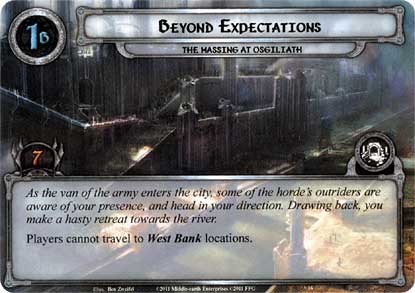 1B
BEYOND EXPECTATIONS
THE MASSING AT OSGILIATH
7
As the van of the army enters the city, some of the horde's outriders are
aware of your presence, and head in your direction. Drawing back, you
make a hasty retreat towards the river.
Players cannot travel to West Bank locations.
Illus. Ben Zweifel ©2011 Middle-earth Enterprises ©2011 FFG